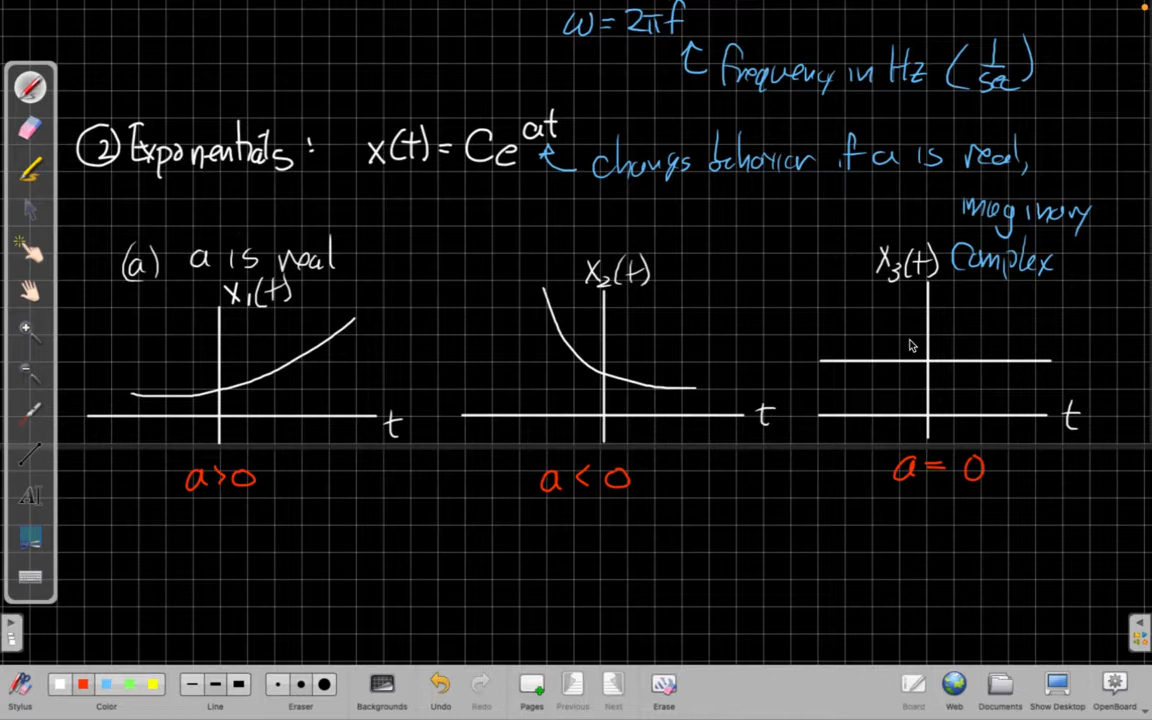 ω = 2πf
frequency in Hz (1/sec)
② Exponentials: x(t) = Ce^at
changes behavior if a is real,
imaginary
complex
(a) a is real
x₁(t)
x₂(t)
x₃(t)
t
t
t
a>0
a < 0
a = 0
AI
Stylus
Color
Line
Eraser
Backgrounds
Undo
Redo
Pages
Previous
Next
Erase
Board
Web
Documents
Show Desktop
OpenBoard